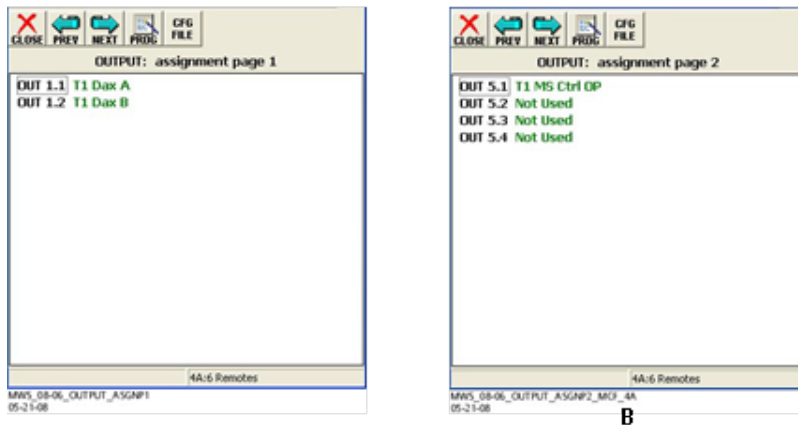 CLOSE PREV NEXT PROG CFG FILE
OUTPUT: assignment page 1
OUT 1.1 T1 Dax A
OUT 1.2 T1 Dax B
4A:6 Remotes
MW5_08-06_OUTPUT_ASGNP1
05-21-08
CLOSE PREV NEXT PROG CFG FILE
OUTPUT: assignment page 2
OUT 5.1 T1 MS Ctrl OP
OUT 5.2 Not Used
OUT 5.3 Not Used
OUT 5.4 Not Used
4A:6 Remotes
MW5_08-06_OUTPUT_ASGNP2_MCF_4A
05-21-08
B